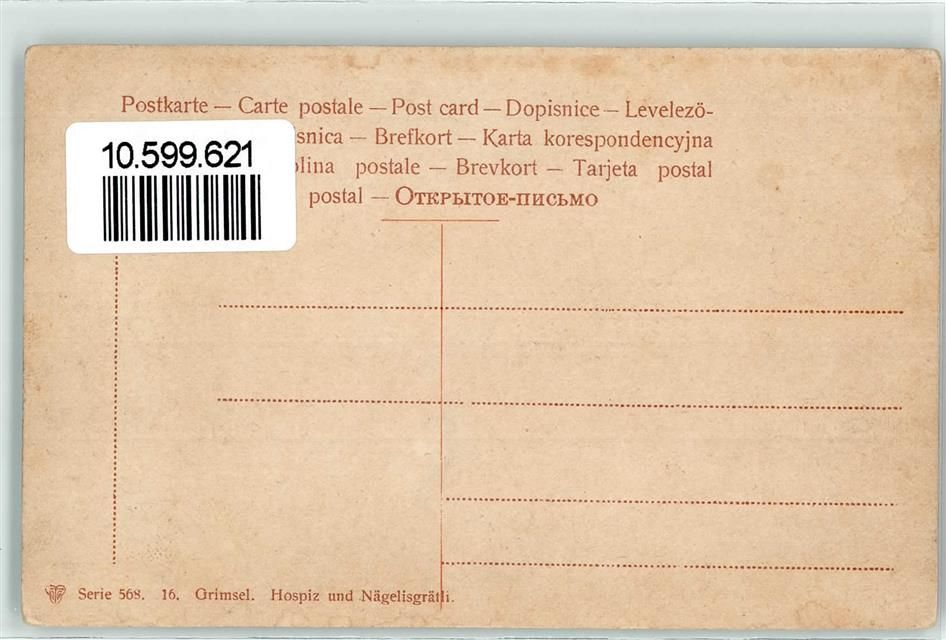 Postkarte — Carte postale — Post card — Dopisnice — Levelezö-
snica — Brefkort — Karta korespondencyjna
olina postale — Brevkort — Tarjeta postal
postal — Открытое-письмо
10.599.621
Serie 568. 16. Grimsel. Hospiz und Nägelisgrätli.